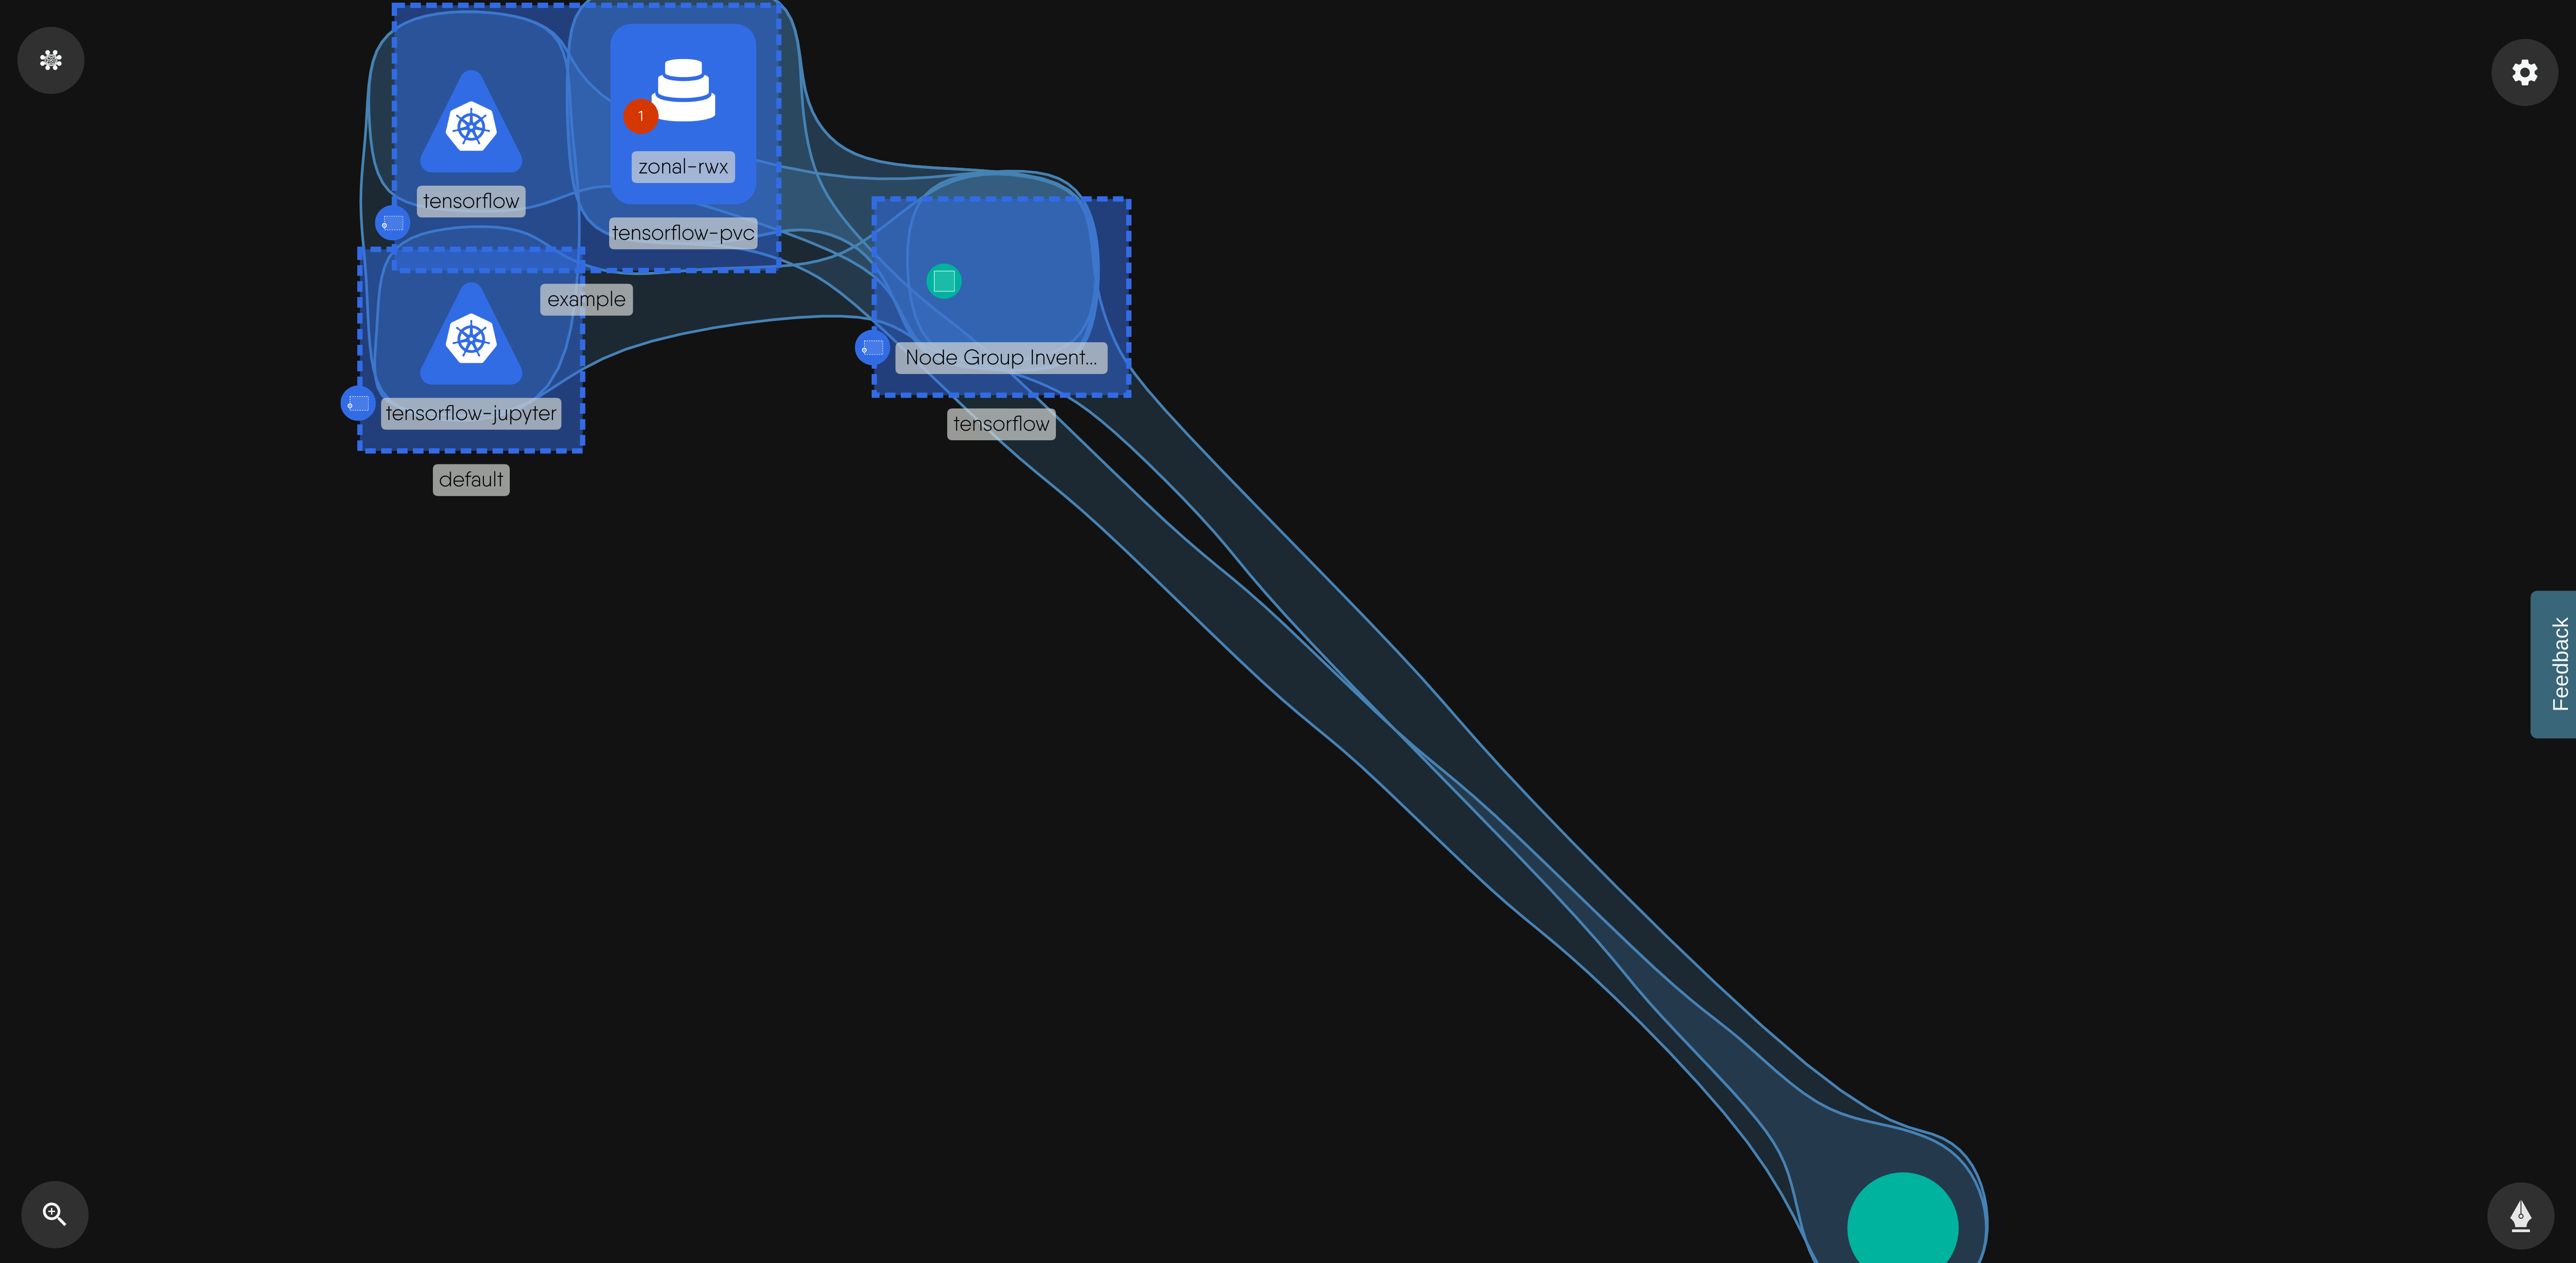 1
zonal-rwx
tensorflow
tensorflow-pvc
example
Node Group Invent...
tensorflow-jupyter
tensorflow
default
Feedback